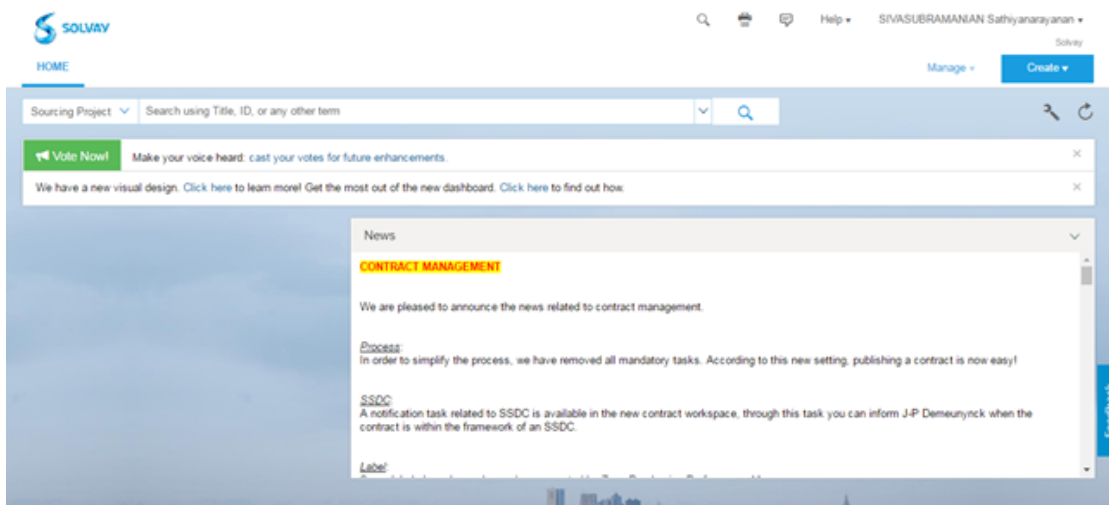 SOLVAY
Help
SIVASUBRAMANIAN Sathiyanarayanan
Solvay
HOME
Manage
Create
Sourcing Project
Search using Title, ID, or any other term
Vote Now!
Make your voice heard: cast your votes for future enhancements.
We have a new visual design. Click here to learn more! Get the most out of the new dashboard. Click here to find out how.
News
CONTRACT MANAGEMENT
We are pleased to announce the news related to contract management.
Process:
In order to simplify the process, we have removed all mandatory tasks. According to this new setting, publishing a contract is now easy!
SSDC:
A notification task related to SSDC is available in the new contract workspace, through this task you can inform J-P Demeunynck when the
contract is within the framework of an SSDC.
Label: